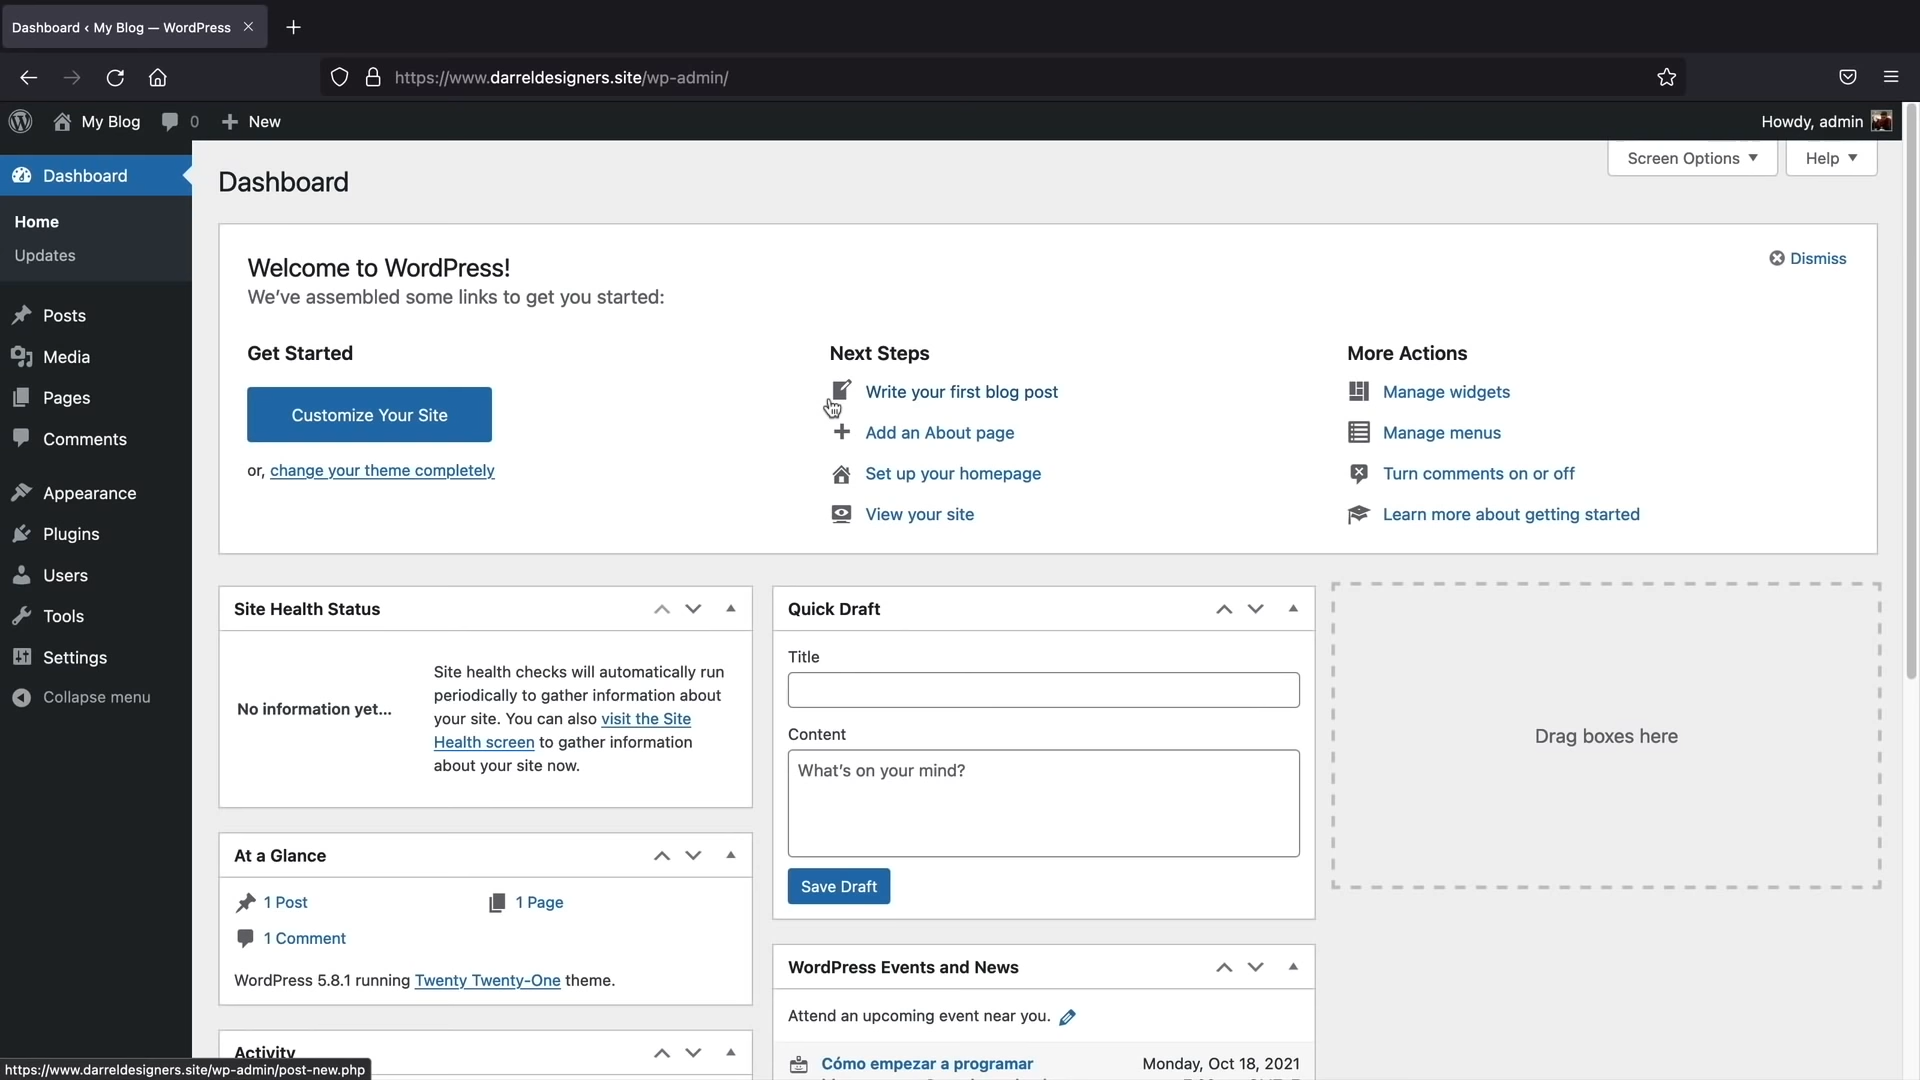 Dashboard ‹ My Blog — WordPress
https://www.darreldesigners.site/wp-admin/
My Blog
0
New
Howdy, admin
Dashboard
Home
Updates
Posts
Media
Pages
Comments
Appearance
Plugins
Users
Tools
Settings
Collapse menu
Screen Options
Help
Dashboard
Welcome to WordPress!
We've assembled some links to get you started:
Dismiss
Get Started
Customize Your Site
or, change your theme completely
Next Steps
Write your first blog post
Add an About page
Set up your homepage
View your site
More Actions
Manage widgets
Manage menus
Turn comments on or off
Learn more about getting started
Site Health Status
No information yet...
Site health checks will automatically run
periodically to gather information about
your site. You can also visit the Site
Health screen to gather information
about your site now.
At a Glance
1 Post
1 Page
1 Comment
WordPress 5.8.1 running Twenty Twenty-One theme.
Activity
Quick Draft
Title
Content
What's on your mind?
Save Draft
WordPress Events and News
Attend an upcoming event near you.
Cómo empezar a programar
Monday, Oct 18, 2021
Drag boxes here
https://www.darreldesigners.site/wp-admin/post-new.php